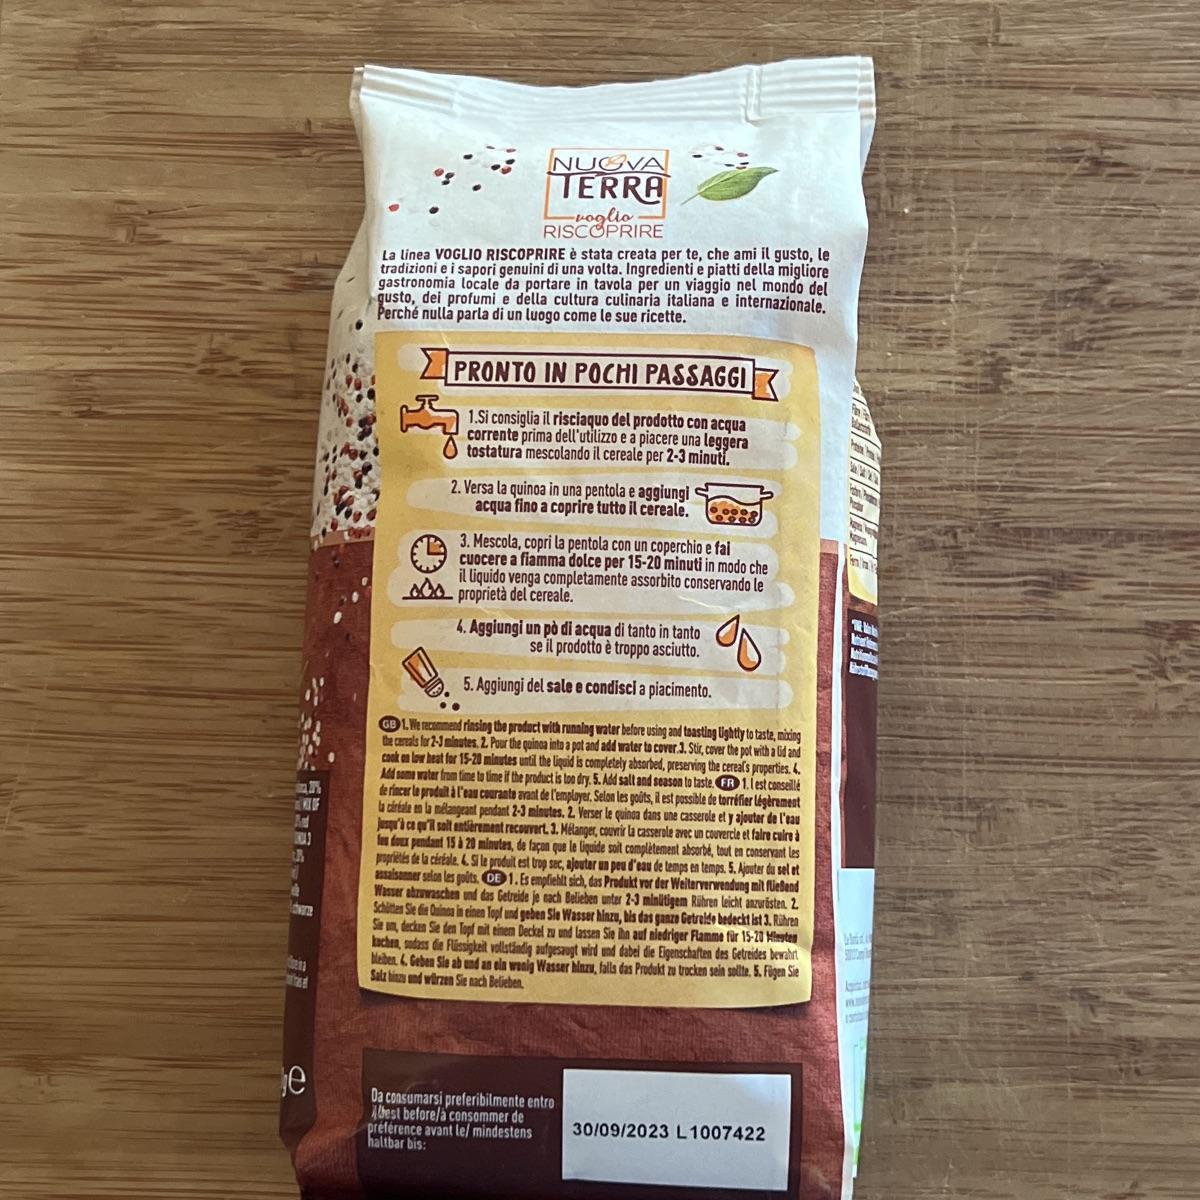 NUOVA
TERRA
voglio
RISCOPRIRE
La linea VOGLIO RISCOPRIRE è stata creata per te, che ami il gusto, le
tradizioni e i sapori genuini di una volta. Ingredienti e piatti della migliore
gastronomia locale da portare in tavola per un viaggio nel mondo del
gusto, dei profumi e della cultura culinaria italiana e internazionale.
Perché nulla parla di un luogo come le sue ricette.
PRONTO IN POCHI PASSAGGI
1.Si consiglia il risciaquo del prodotto con acqua
corrente prima dell'utilizzo e a piacere una leggera
tostatura mescolando il cereale per 2-3 minuti.
2. Versa la quinoa in una pentola e aggiungi
acqua fino a coprire tutto il cereale.
3. Mescola, copri la pentola con un coperchio e fai
cuocere a fiamma dolce per 15-20 minuti in modo che
il liquido venga completamente assorbito conservando le
proprietà del cereale.
4. Aggiungi un pò di acqua di tanto in tanto
se il prodotto è troppo asciutto.
5. Aggiungi del sale e condisci a piacimento.
GB 1. We recommend rinsing the product with running water before using and toasting lightly to taste, mixing
the cereals for 2-3 minutes. 2. Pour the quinoa into a pot and add water to cover.3. Stir, cover the pot with a lid and
cook on low heat for 15-20 minutes until the liquid is completely absorbed, preserving the cereal's properties. 4.
Add some water from time to time if the product is too dry. 5. Add salt and season to taste. FR 1. l est conseillé
de rincer le produit à l'eau courante avant de l'employer. Selon les goûts, il est possible de torréfier légèrement
la céréale en la mélangeant pendant 2-3 minutes. 2. Verser le quinoa dans une casserole et y ajouter de l'eau
jusqu'à ce qu'il soit entièrement recouvert. 3. Mélanger, couvrir la casserole avec un couvercle et faire cuire à
feu doux pendant 15 à 20 minutes, de façon que le liquide soit complètement absorbé, tout en conservant les
propriétés de la céréale. 4. Si le produit est trop sec, ajouter un peu d'eau de temps en temps. 5. Ajouter du sel et
assaisonner selon les goûts. DE 1. Es empfiehlt sich, das Produkt vor der Weiterverwendung mit fließend
Wasser abzuwaschen und das Getreide je nach Belieben unter 2-3 minütigem Rühren leicht anzurösten. 2.
Schütten Sie die Quinoa in einen Topf und geben Sie Wasser hinzu, bis das ganze Getreide bedeckt ist 3. Rühren
Sie um, decken Sie den Topf mit einem Deckel zu und lassen Sie ihn auf niedriger Flamme für 15-20 Minuten
kochen, sodass die Flüssigkeit vollständig aufgesaugt wird und dabei die Eigenschaften des Getreides bewahrt
bleiben. 4. Geben Sie ab und an ein wenig Wasser hinzu, falls das Produkt zu trocken sein sollte. 5. Fügen Sie
Salz hinzu und würzen Sie nach Belieben.
Da consumarsi preferibilmente entro
il/best before/à consommer de
préférence avant le/ mindestens
haltbar bis:
30/09/2023 L1007422